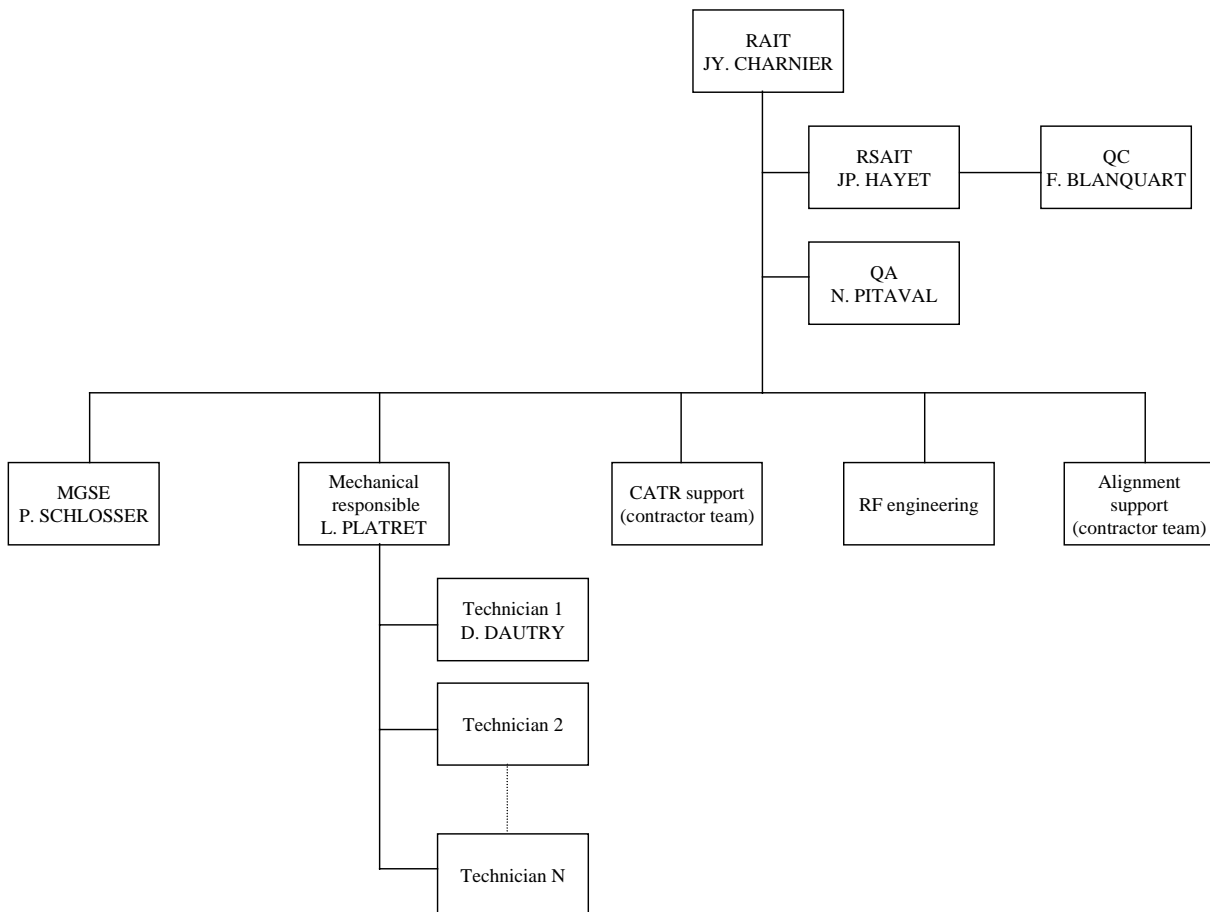 RAIT
JY. CHARNIER
RSAIT
JP. HAYET
QC
F. BLANQUART
QA
N. PITAVAL
MGSE
P. SCHLOSSER
Mechanical
responsible
L. PLATRET
CATR support
(contractor team)
RF engineering
Alignment
support
(contractor team)
Technician 1
D. DAUTRY
Technician 2
Technician N